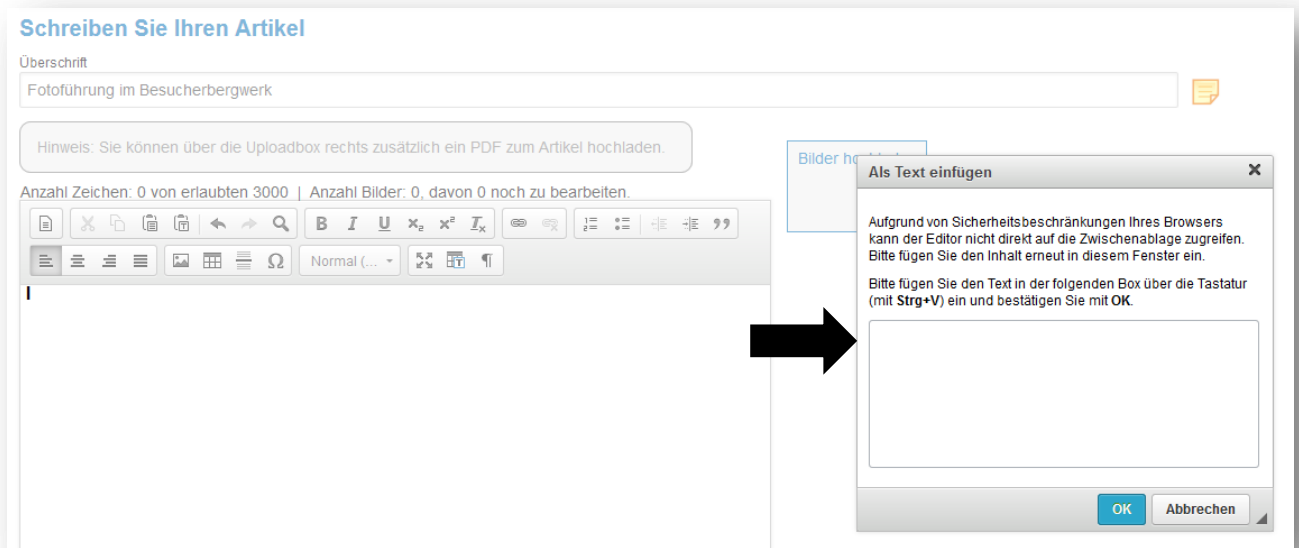 Schreiben Sie Ihren Artikel
Überschrift
Fotoführung im Besucherbergwerk
Hinweis: Sie können über die Uploadbox rechts zusätzlich ein PDF zum Artikel hochladen.
Anzahl Zeichen: 0 von erlaubten 3000 | Anzahl Bilder: 0, davon 0 noch zu bearbeiten.
B I U x₂ x² Iₓ
Ω Normal (... ¶
Bilder
Als Text einfügen
Aufgrund von Sicherheitsbeschränkungen Ihres Browsers
kann der Editor nicht direkt auf die Zwischenablage zugreifen.
Bitte fügen Sie den Inhalt erneut in diesem Fenster ein.
Bitte fügen Sie den Text in der folgenden Box über die Tastatur
(mit Strg+V) ein und bestätigen Sie mit OK.
OK Abbrechen